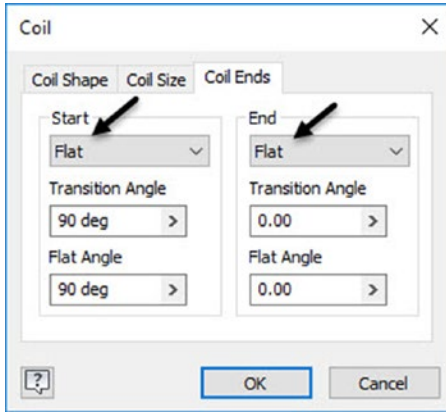 Coil
Coil Shape Coil Size Coil Ends
Start End
Flat Flat
Transition Angle Transition Angle
90 deg > 0.00 >
Flat Angle Flat Angle
90 deg > 0.00 >
? OK Cancel